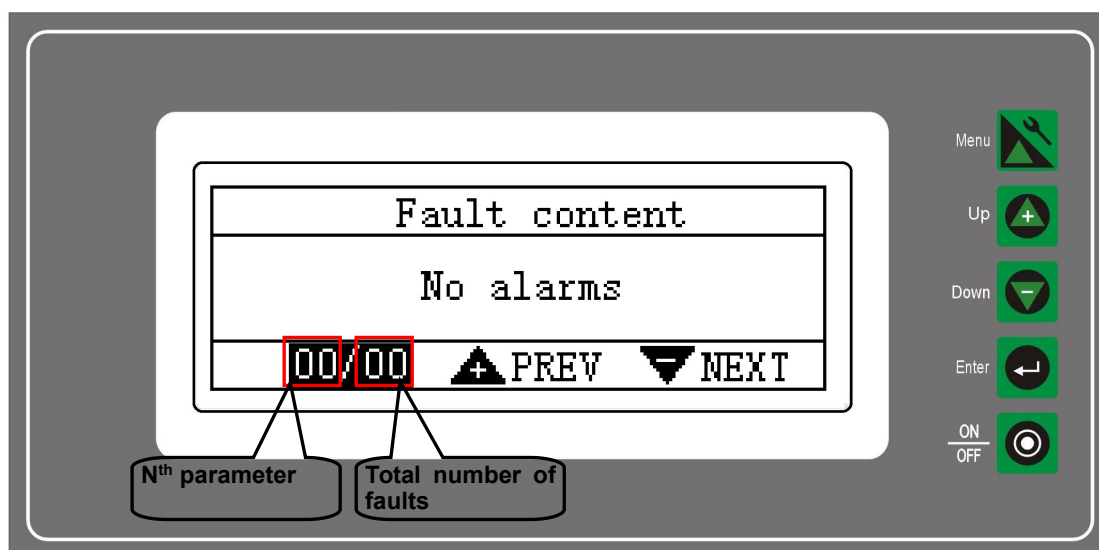 Menu
Fault content
Up
No alarms
Down
00/00 + PREV - NEXT
Enter
ON
OFF
Nth parameter
Total number of
faults